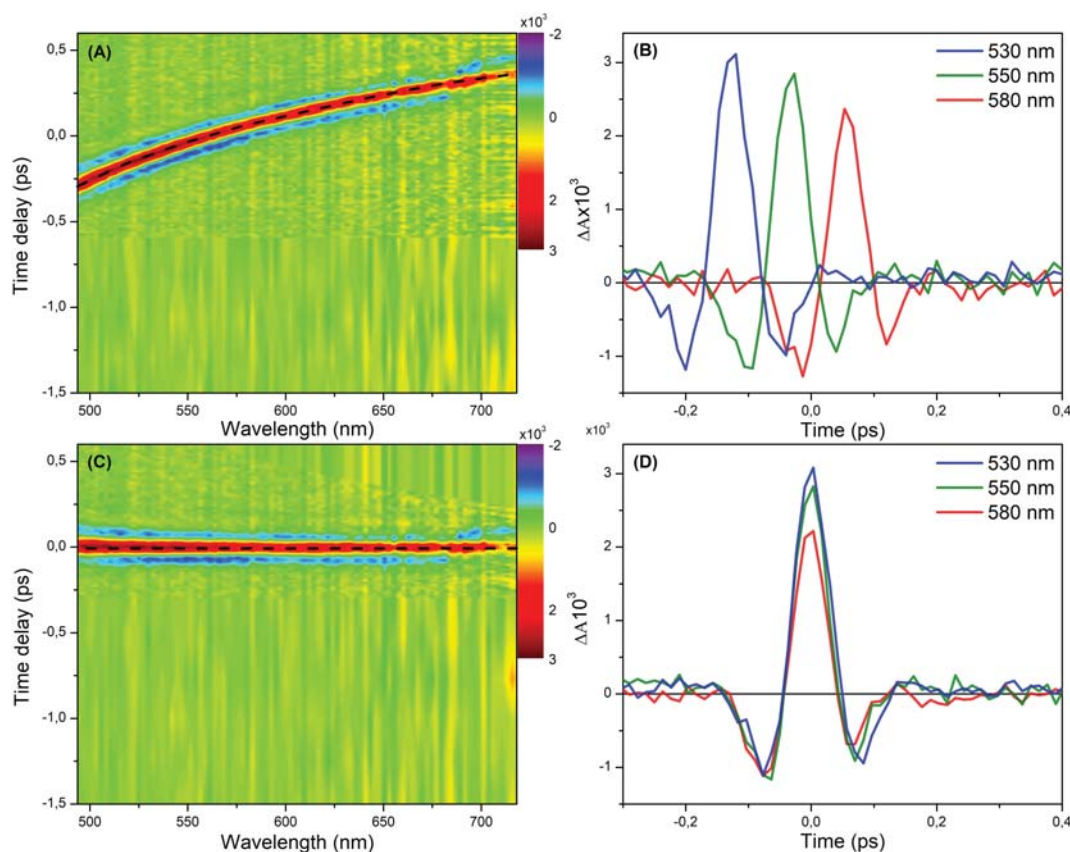 (A)
Time delay (ps)
0,5
0,0
-0,5
-1,0
-1,5
500 550 600 650 700
Wavelength (nm)
x10³
-2
0
2
3
(B)
530 nm
550 nm
580 nm
ΔAx10³
3
2
1
0
-1
-0,2 0,0 0,2 0,4
Time (ps)
(C)
Time delay (ps)
0,5
0,0
-0,5
-1,0
-1,5
500 550 600 650 700
Wavelength (nm)
x10³
-2
0
2
3
(D)
530 nm
550 nm
580 nm
x10³
ΔA10³
3
2
1
0
-1
-0,2 0,0 0,2 0,4
Time (ps)